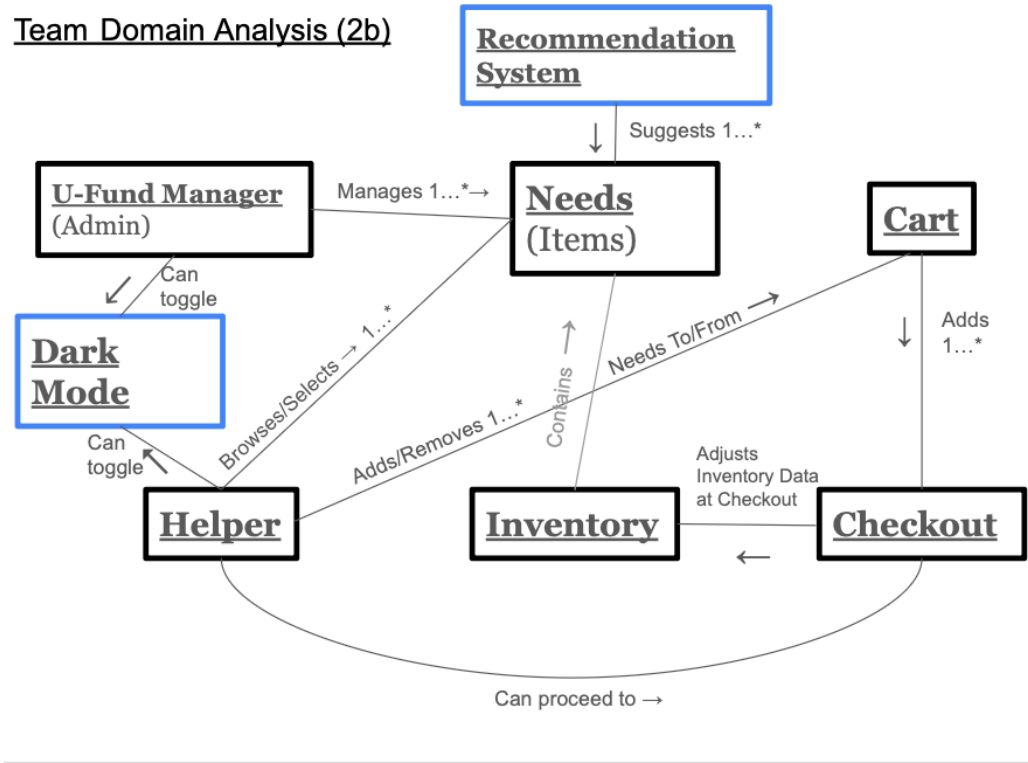 Team Domain Analysis (2b)
Recommendation
System
Suggests 1...*
U-Fund Manager
(Admin)
Manages 1...*→
Needs
(Items)
Cart
Can
toggle
Dark
Mode
Can
toggle
Browses/Selects → 1...*
Adds/Removes 1...*
Needs To/From
Contains
Adds
1...*
Adjusts
Inventory Data
at Checkout
Helper
Inventory
Checkout
Can proceed to →